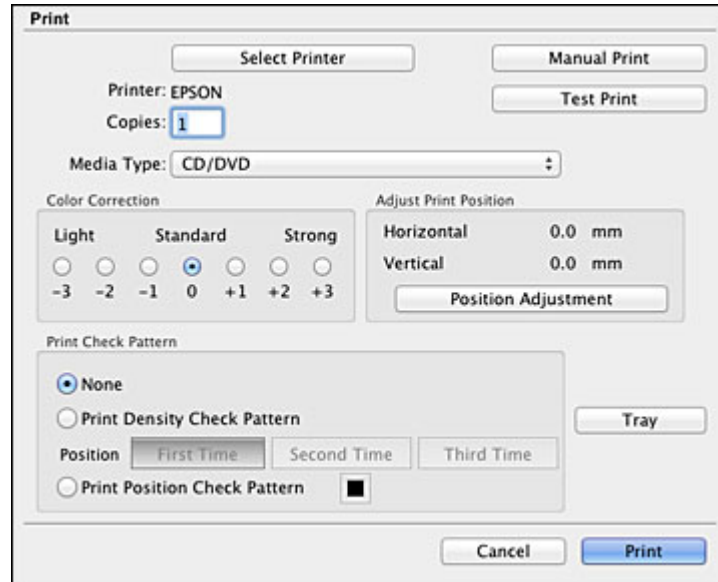 Print
Select Printer
Manual Print
Printer: EPSON
Test Print
Copies: 1
Media Type: CD/DVD
Color Correction
Light Standard Strong
-3 -2 -1 0 +1 +2 +3
Adjust Print Position
Horizontal 0.0 mm
Vertical 0.0 mm
Position Adjustment
Print Check Pattern
None
Print Density Check Pattern
Position First Time Second Time Third Time
Print Position Check Pattern
Tray
Cancel Print